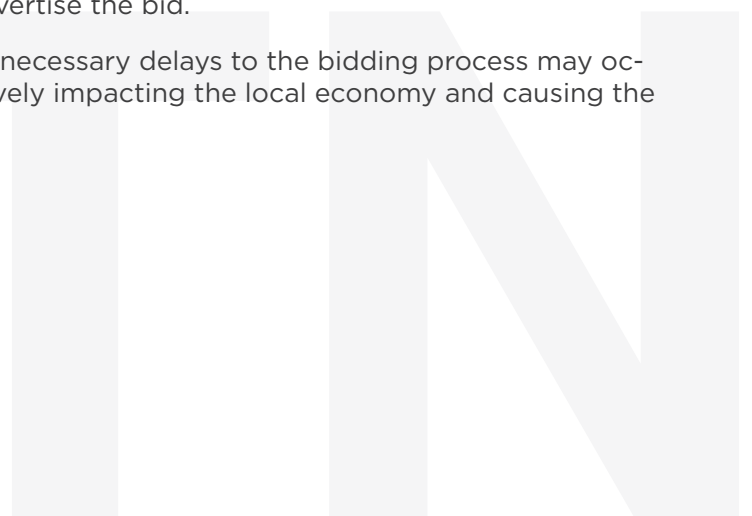 vertise the bid.
necessary delays to the bidding process may oc-
vely impacting the local economy and causing the
TN